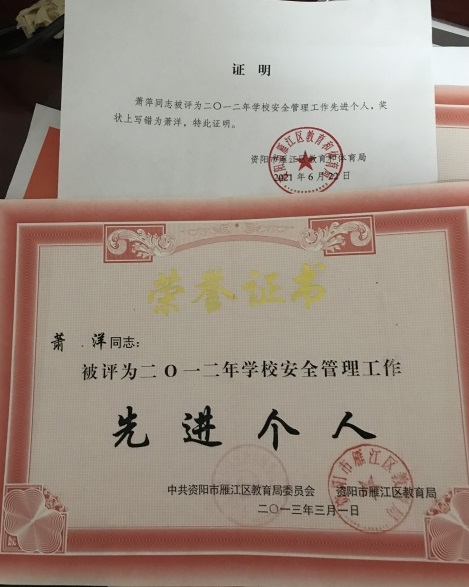 证 明
萧萍同志被评为二〇一二年学校安全管理工作先进个人，奖
状上写错为萧洋，特此证明。
资阳市雁江区教育和体育局
2021年6月22日
荣誉证书
萧 洋同志：
被评为二〇一二年学校安全管理工作
先进个人
中共资阳市雁江区教育局委员会 资阳市雁江区教育局
二〇一三年三月一日